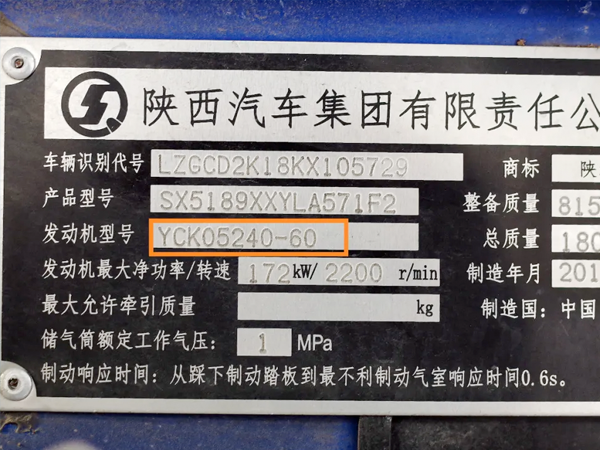 陕西汽车集团有限责任公
车辆识别代号 LZGCD2K18KX105729 商标 陕
产品型号 SX5189XXYLA571F2 整备质量 815
发动机型号 YCK05240-60 总质量 180
发动机最大净功率/转速 172kW/ 2200 r/min 制造年月 201
最大允许牵引质量 kg 制造国：中国
储气筒额定工作气压： 1 MPa
制动响应时间：从踩下制动踏板到最不利制动气室响应时间0.6s。